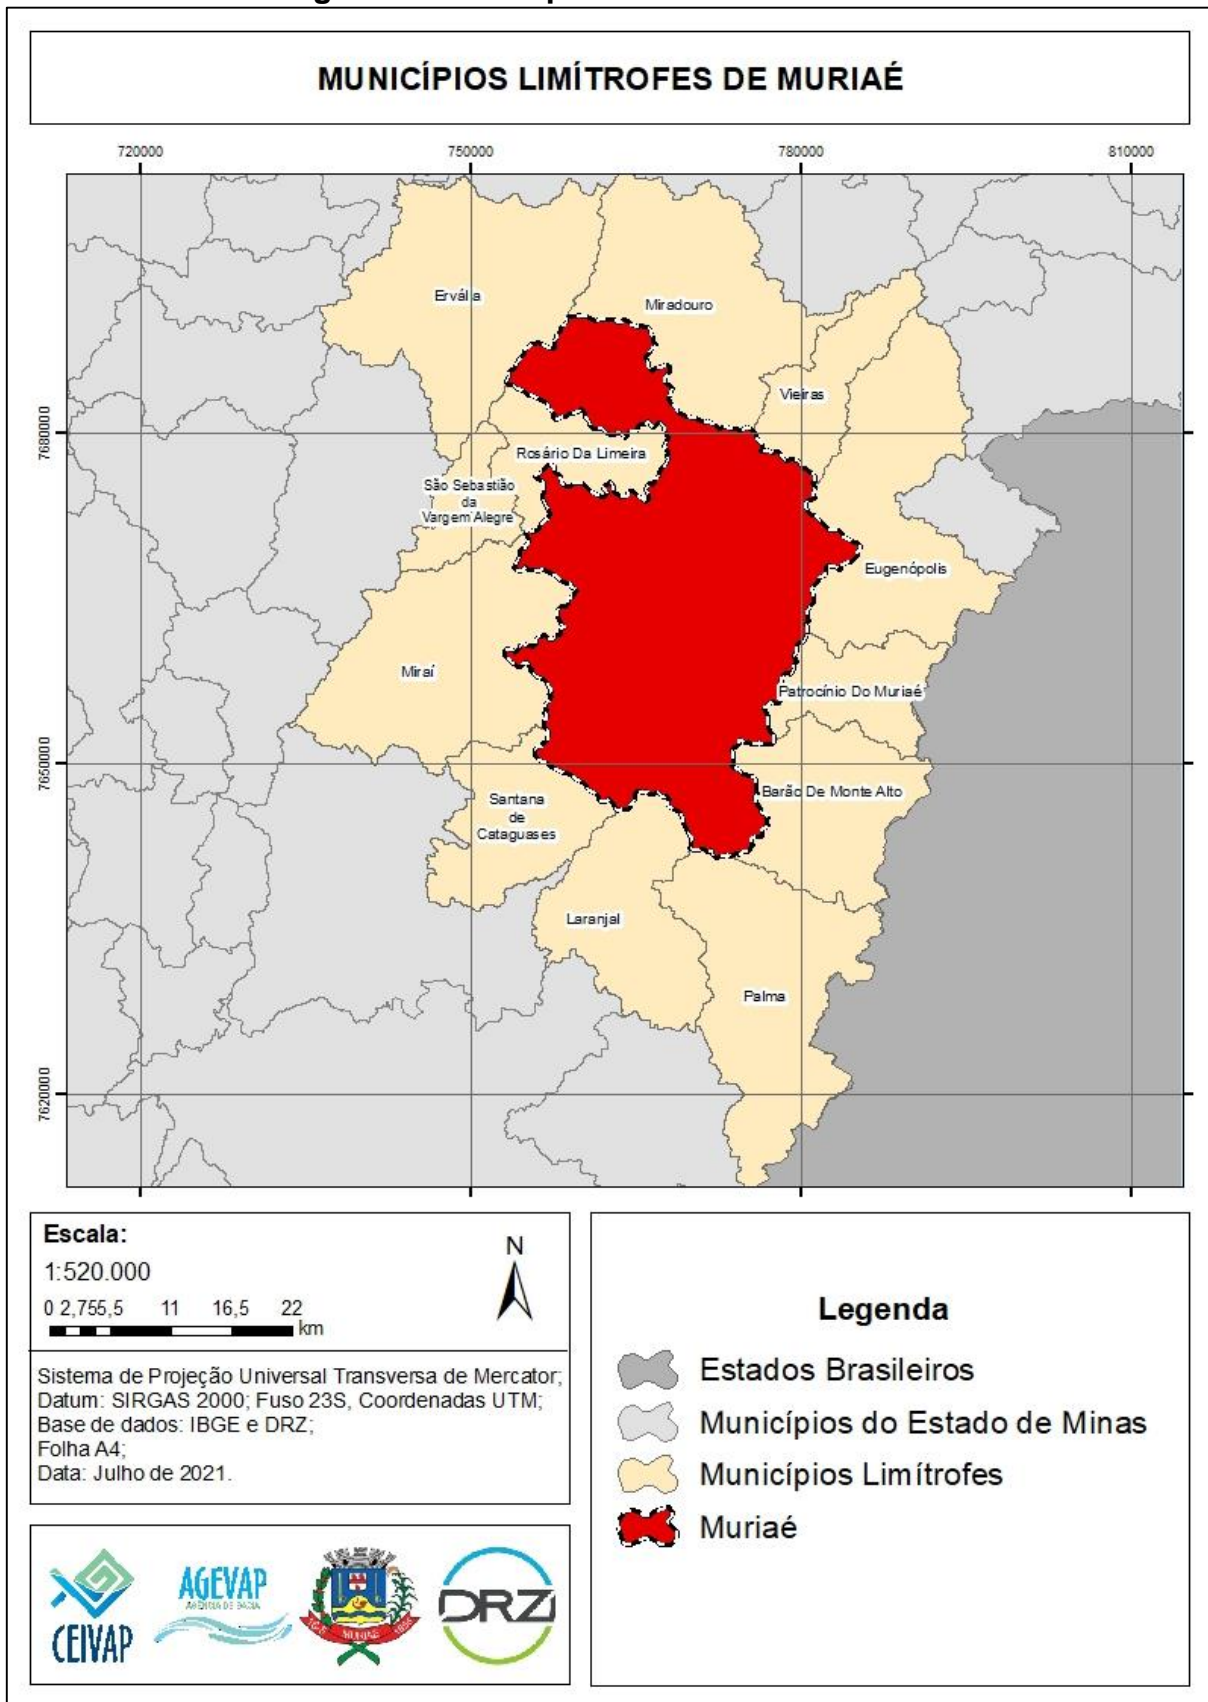 MUNICÍPIOS LIMÍTROFES DE MURIAÉ
720000
750000
780000
810000
Ervália
Miradouro
Vieiras
7680000
Rosário Da Limeira
São Sebastião
da
Vargem Alegre
Eugenópolis
Miraí
Patrocínio Do Muriaé
7650000
Barão De Monte Alto
Santana
de
Cataguases
Laranjal
Palma
7620000
Escala:
1:520.000
N
0 2,755,5 11 16,5 22
km
Sistema de Projeção Universal Transversa de Mercator;
Datum: SIRGAS 2000; Fuso 23S, Coordenadas UTM;
Base de dados: IBGE e DRZ;
Folha A4;
Data: Julho de 2021.
Legenda
Estados Brasileiros
Municípios do Estado de Minas
Municípios Limítrofes
Muriaé
CEIVAP
AGEVAP
AGÊNCIA DE BACIA
MURIAÉ
DRZ